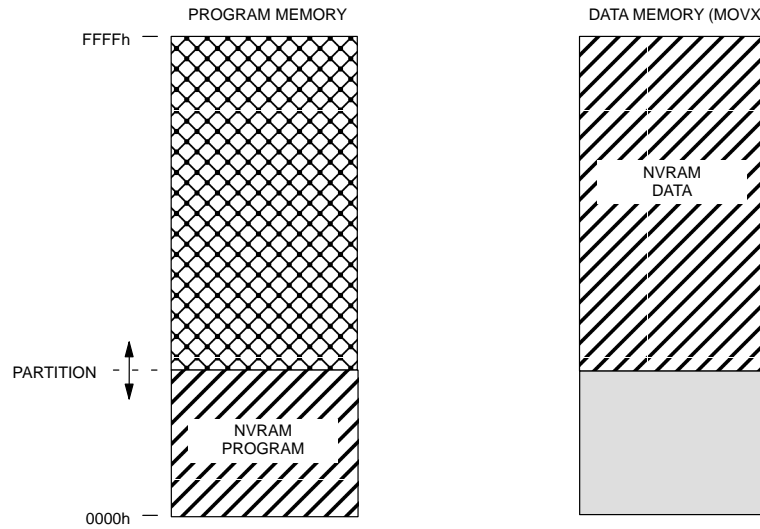 PROGRAM MEMORY
DATA MEMORY (MOVX
FFFFh
NVRAM
DATA
PARTITION
NVRAM
PROGRAM
0000h